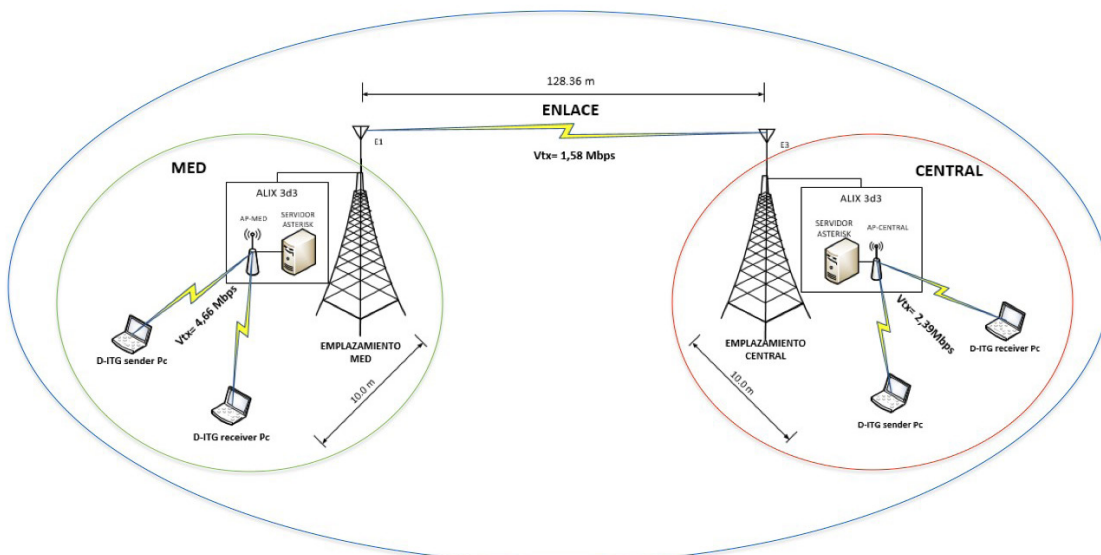 128.36 m
ENLACE
E1
Vtx= 1,58 Mbps
E3
MED
ALIX 3d3
AP-MED
SERVIDOR
ASTERISK
Vtx= 4,66 Mbps
D-ITG sender Pc
D-ITG receiver Pc
EMPLAZAMIENTO
MED
10.0 m
CENTRAL
ALIX 3d3
SERVIDOR
ASTERISK
AP-CENTRAL
Vtx= 2,39Mbps
D-ITG receiver Pc
EMPLAZAMIENTO
CENTRAL
10.0 m
D-ITG sender Pc